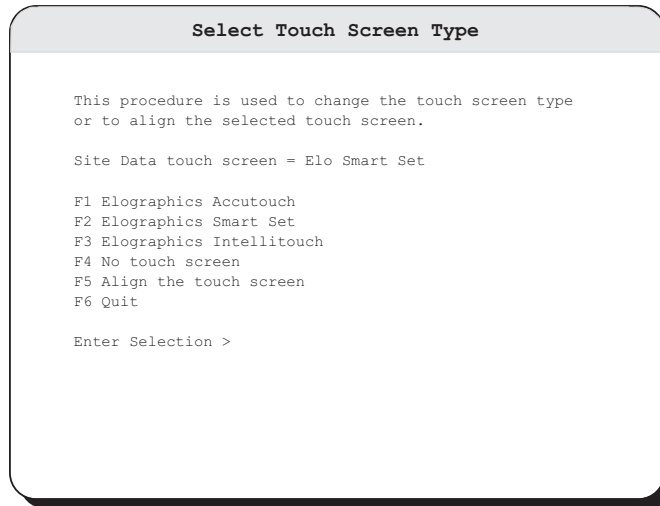 Select Touch Screen Type
This procedure is used to change the touch screen type
or to align the selected touch screen.
Site Data touch screen = Elo Smart Set
F1 Elographics Accutouch
F2 Elographics Smart Set
F3 Elographics Intellitouch
F4 No touch screen
F5 Align the touch screen
F6 Quit
Enter Selection >